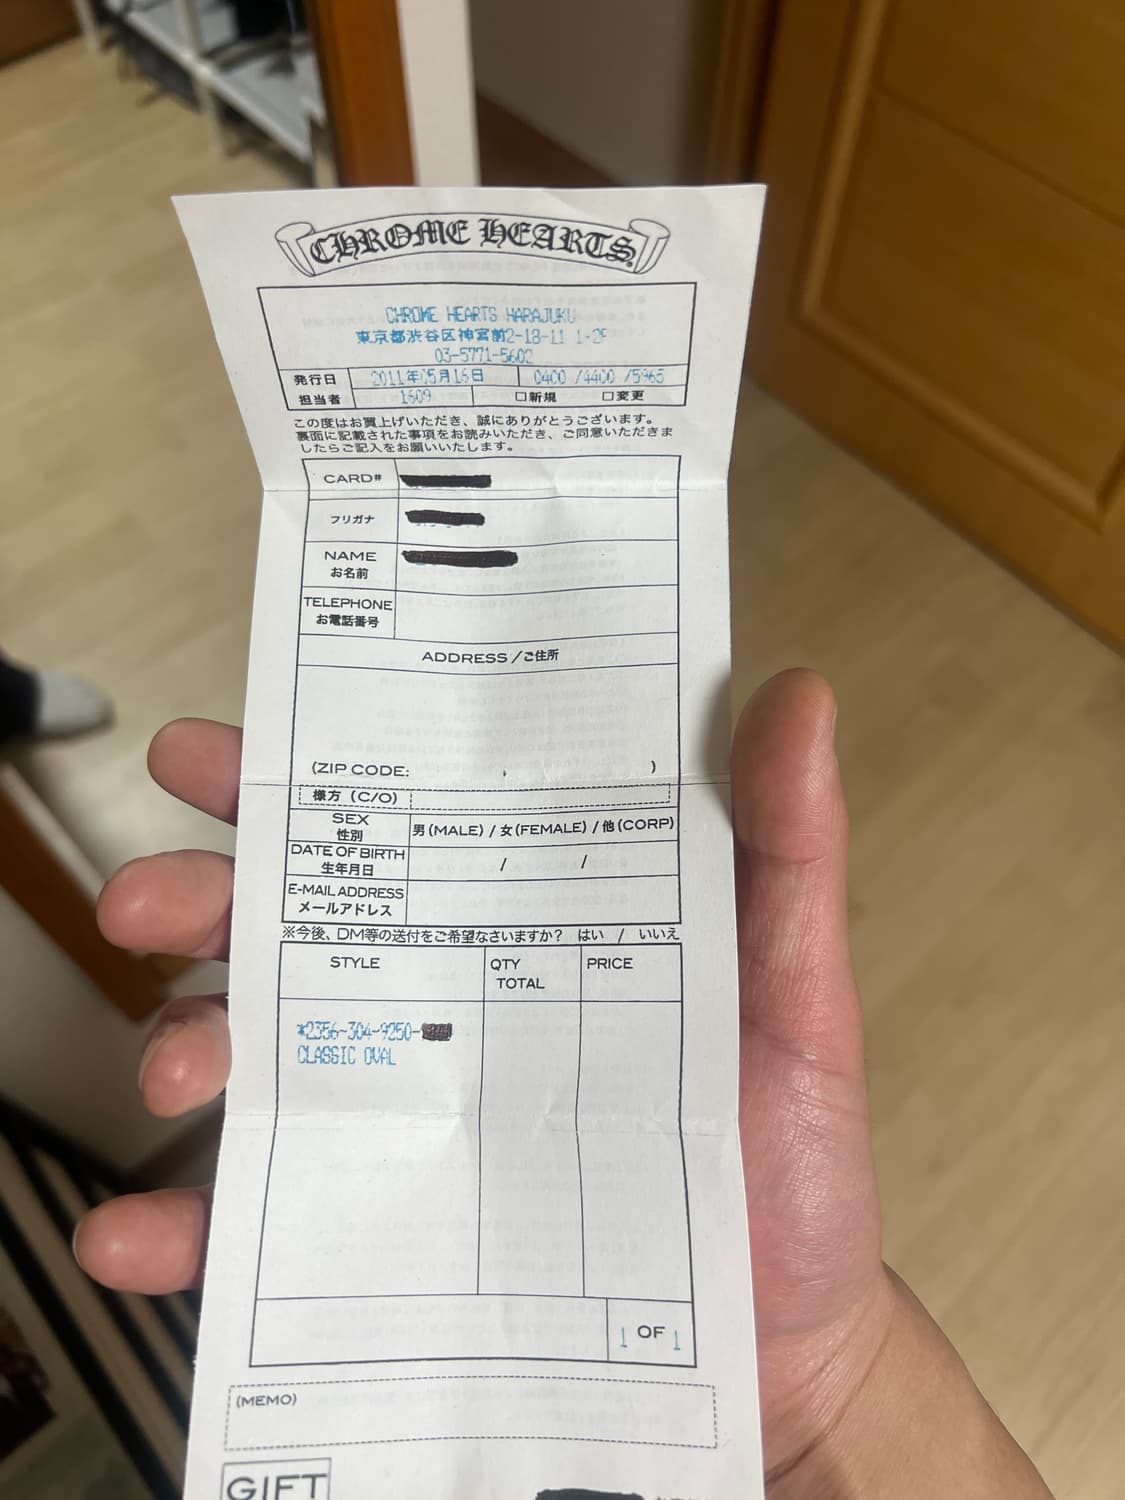 CHROME HEARTS
CHROME HEARTS HARAJUKU
東京都渋谷区神宮前2-18-11 1-2F
03-5771-5602
発行日 2011年05月16日 0400 /4400 /5965
担当者 1609 □新規 □変更
この度はお買上げいただき、誠にありがとうございます。
裏面に記載された事項をお読みいただき、ご同意いただきま
したらご記入をお願いいたします。
CARD#
フリガナ
NAME
お名前
TELEPHONE
お電話番号
ADDRESS／ご住所
(ZIP CODE: )
様方 (C/O)
SEX
性別
男(MALE) / 女(FEMALE) / 他(CORP)
DATE OF BIRTH
生年月日
/ /
E-MAIL ADDRESS
メールアドレス
※今後、DM等の送付をご希望なさいますか? はい / いいえ
STYLE QTY PRICE
TOTAL
*2356-304-9250-
CLASSIC OVAL
1 OF 1
(MEMO)
GIFT